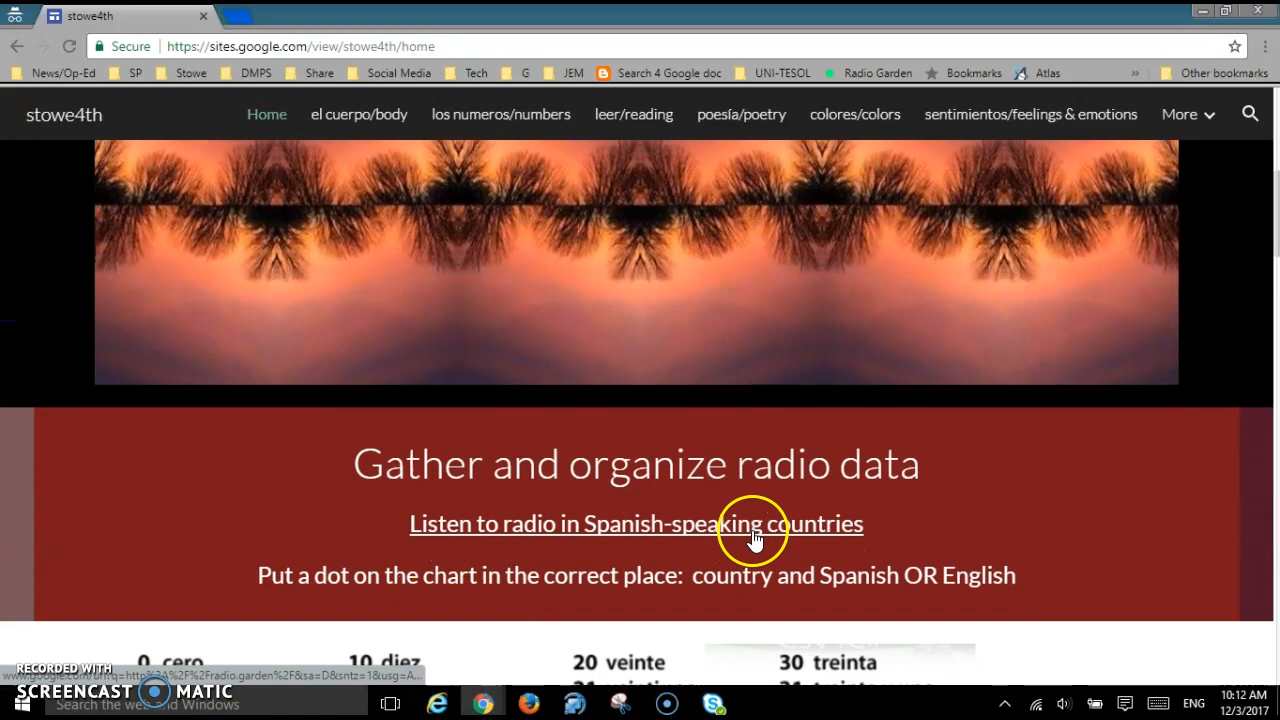 stowe4th
Secure https://sites.google.com/view/stowe4th/home
News/Op-Ed SP Stowe DMPS Share Social Media Tech G JEM Search 4 Google doc UNI-TESOL Radio Garden Bookmarks Atlas » Other bookmarks
stowe4th Home el cuerpo/body los numeros/numbers leer/reading poesía/poetry colores/colors sentimientos/feelings & emotions More
Gather and organize radio data
Listen to radio in Spanish-speaking countries
Put a dot on the chart in the correct place: country and Spanish OR English
0 cero 10 diez 20 veinte 30 treinta
RECORDED WITH
SCREENCAST MATIC
Search the web and Windows
ENG
10:12 AM
12/3/2017